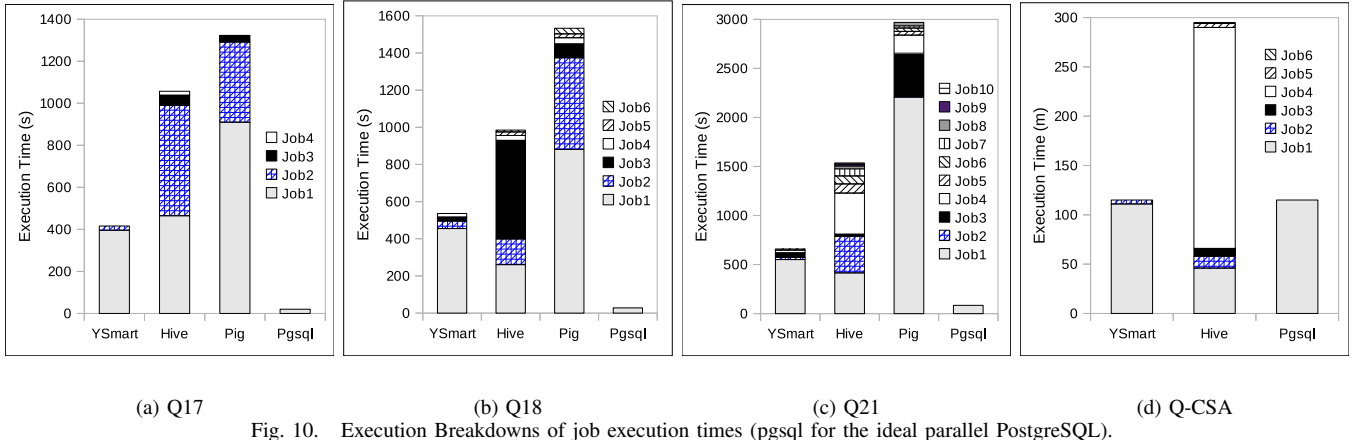 1400
1200
1000
800
600
400
200
0
Execution Time (s)
Job4
Job3
Job2
Job1
YSmart Hive Pig Pgsql
1600
1400
1200
1000
800
600
400
200
0
Execution Time (s)
Job6
Job5
Job4
Job3
Job2
Job1
YSmart Hive Pig Pgsql
3000
2500
2000
1500
1000
500
0
Execution Time (s)
Job10
Job9
Job8
Job7
Job6
Job5
Job4
Job3
Job2
Job1
YSmart Hive Pig Pgsql
300
250
200
150
100
50
0
Execution Time (m)
Job6
Job5
Job4
Job3
Job2
Job1
YSmart Hive Pgsql
(a) Q17 (b) Q18 (c) Q21 (d) Q-CSA
Fig. 10. Execution Breakdowns of job execution times (pgsql for the ideal parallel PostgreSQL).